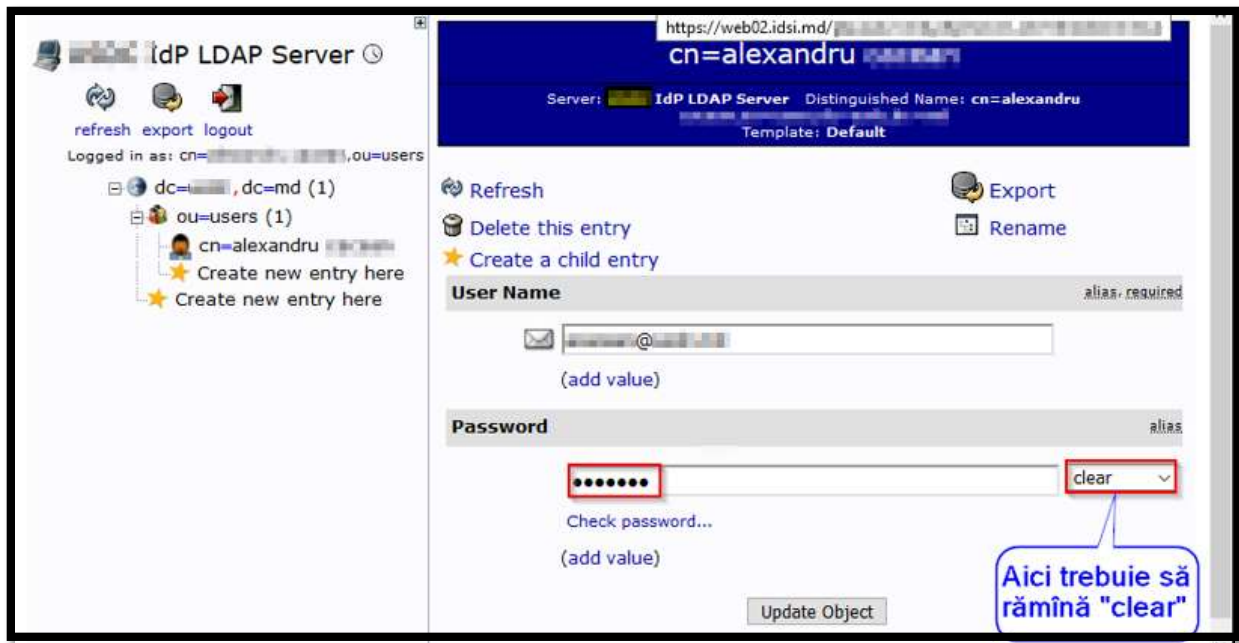 IdP LDAP Server
refresh export logout
Logged in as: cn= ,ou=users
dc= , dc=md (1)
ou=users (1)
cn=alexandru
Create new entry here
Create new entry here
https://web02.idsi.md/
cn=alexandru
Server: IdP LDAP Server Distinguished Name: cn=alexandru
Template: Default
Refresh
Export
Delete this entry
Rename
Create a child entry
User Name alias, required
@
(add value)
Password alias
••••••• clear
Check password...
(add value)
Aici trebuie să
rămînă "clear"
Update Object